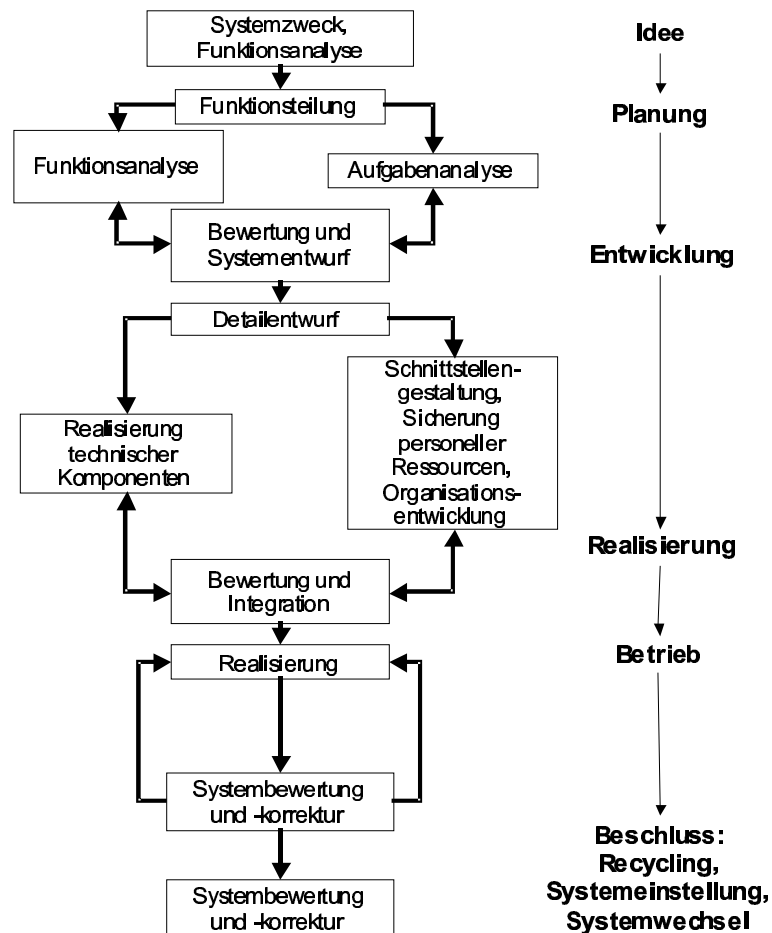 Systemzweck,
Funktionsanalyse
Idee
Funktionsteilung
Planung
Funktionsanalyse
Aufgabenanalyse
Bewertung und
Systementwurf
Entwicklung
Detailentwurf
Schnittstellen-
gestaltung,
Sicherung
personeller
Ressourcen,
Organisations-
entwicklung
Realisierung
technischer
Komponenten
Realisierung
Bewertung und
Integration
Realisierung
Betrieb
Systembewertung
und -korrektur
Beschluss:
Recycling,
Systemeinstellung,
Systemwechsel
Systembewertung
und -korrektur